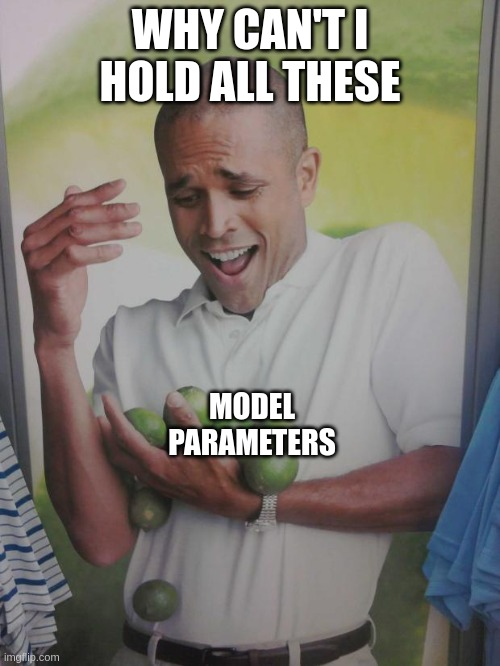 WHY CAN'T I
HOLD ALL THESE
MODEL
PARAMETERS
imgflip.com